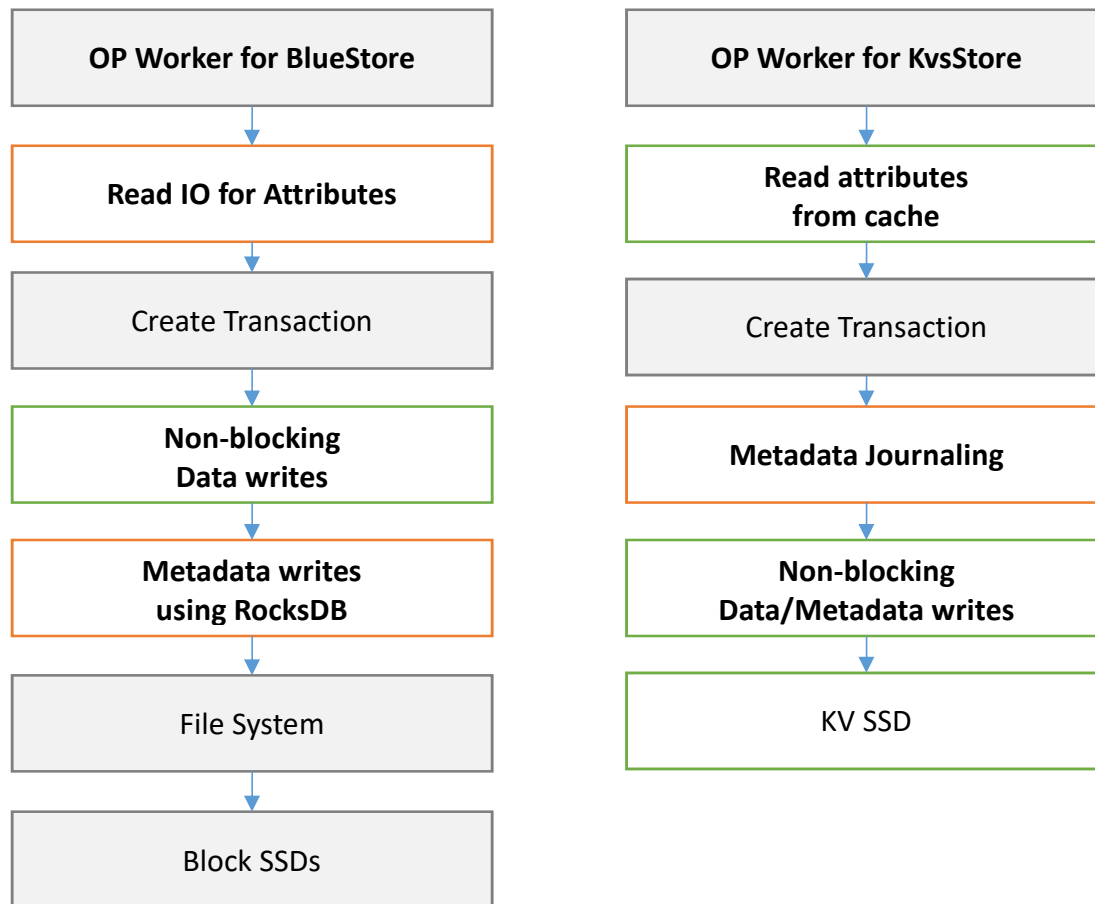 OP Worker for BlueStore
Read IO for Attributes
Create Transaction
Non-blocking
Data writes
Metadata writes
using RocksDB
File System
Block SSDs
OP Worker for KvsStore
Read attributes
from cache
Create Transaction
Metadata Journaling
Non-blocking
Data/Metadata writes
KV SSD